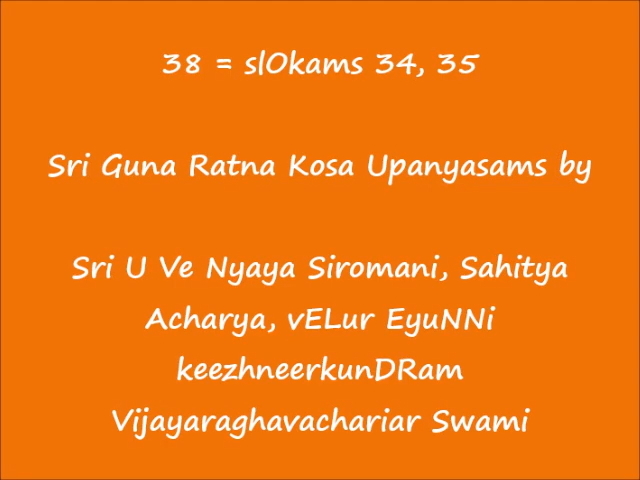 38 = slOkams 34, 35
Sri Guna Ratna Kosa Upanyasams by
Sri U Ve Nyaya Siromani, Sahitya
Acharya, vELur EyuNNi
keezhneerkunDRam
Vijayaraghavachariar Swami